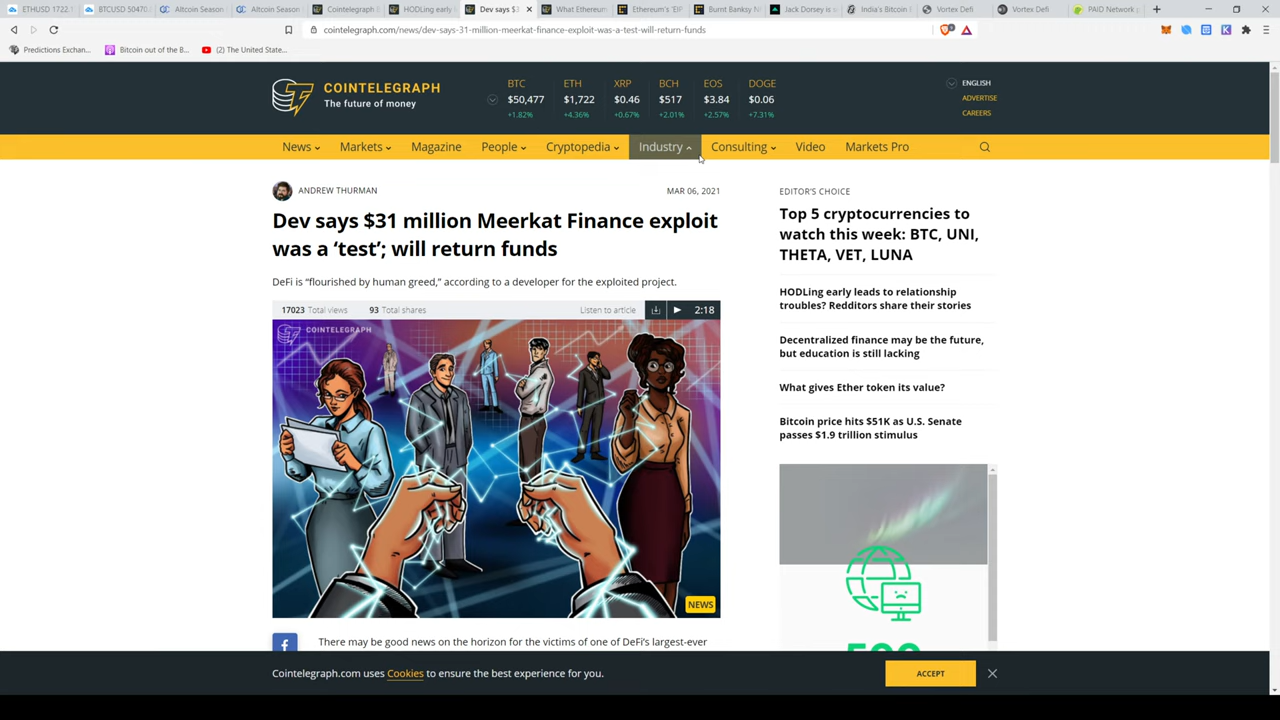 ETHUSD 1722.1
BTCUSD 50470.
Altcoin Season
Altcoin Season
Cointelegraph
HODLing early
Dev says $3
What Ethereum
Ethereum's 'EIP
Burnt Banksy N
Jack Dorsey is s
India's Bitcoin
Vortex Defi
Vortex Defi
PAID Network
cointelegraph.com/news/dev-says-31-million-meerkat-finance-exploit-was-a-test-will-return-funds
Predictions Exchan...
Bitcoin out of the B...
(2) The United State...
COINTELEGRAPH
The future of money
BTC ETH XRP BCH EOS DOGE
$50,477 $1,722 $0.46 $517 $3.84 $0.06
+1.82% +4.36% +0.67% +2.01% +2.57% +7.31%
ENGLISH
ADVERTISE
CAREERS
News Markets Magazine People Cryptopedia Industry Consulting Video Markets Pro
ANDREW THURMAN MAR 06, 2021
Dev says $31 million Meerkat Finance exploit
was a ‘test’; will return funds
DeFi is “flourished by human greed,” according to a developer for the exploited project.
17023 Total views 93 Total shares Listen to article 2:18
COINTELEGRAPH
NEWS
There may be good news on the horizon for the victims of one of DeFi's largest-ever
EDITOR'S CHOICE
Top 5 cryptocurrencies to
watch this week: BTC, UNI,
THETA, VET, LUNA
HODLing early leads to relationship
troubles? Redditors share their stories
Decentralized finance may be the future,
but education is still lacking
What gives Ether token its value?
Bitcoin price hits $51K as U.S. Senate
passes $1.9 trillion stimulus
Cointelegraph.com uses Cookies to ensure the best experience for you.
ACCEPT